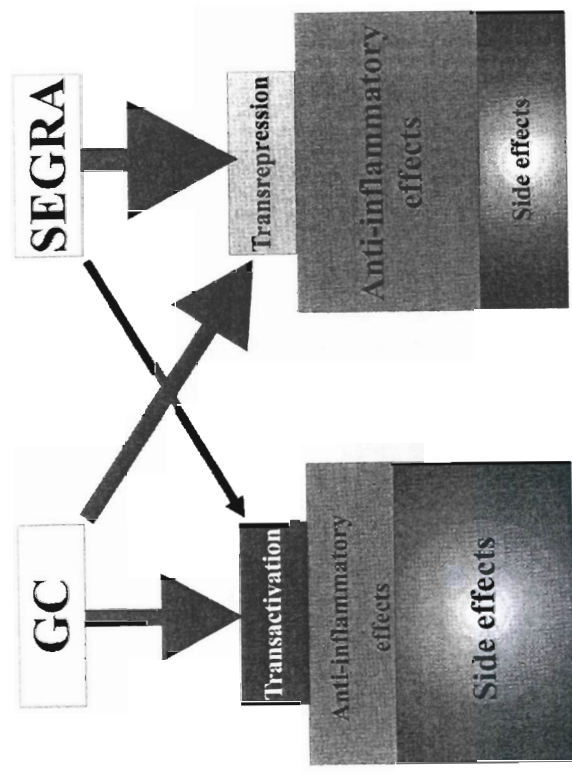 GC
SEGRA
Transactivation
Transrepression
Anti-inflammatory
effects
Side effects
Anti-inflammatory
effects
Side effects